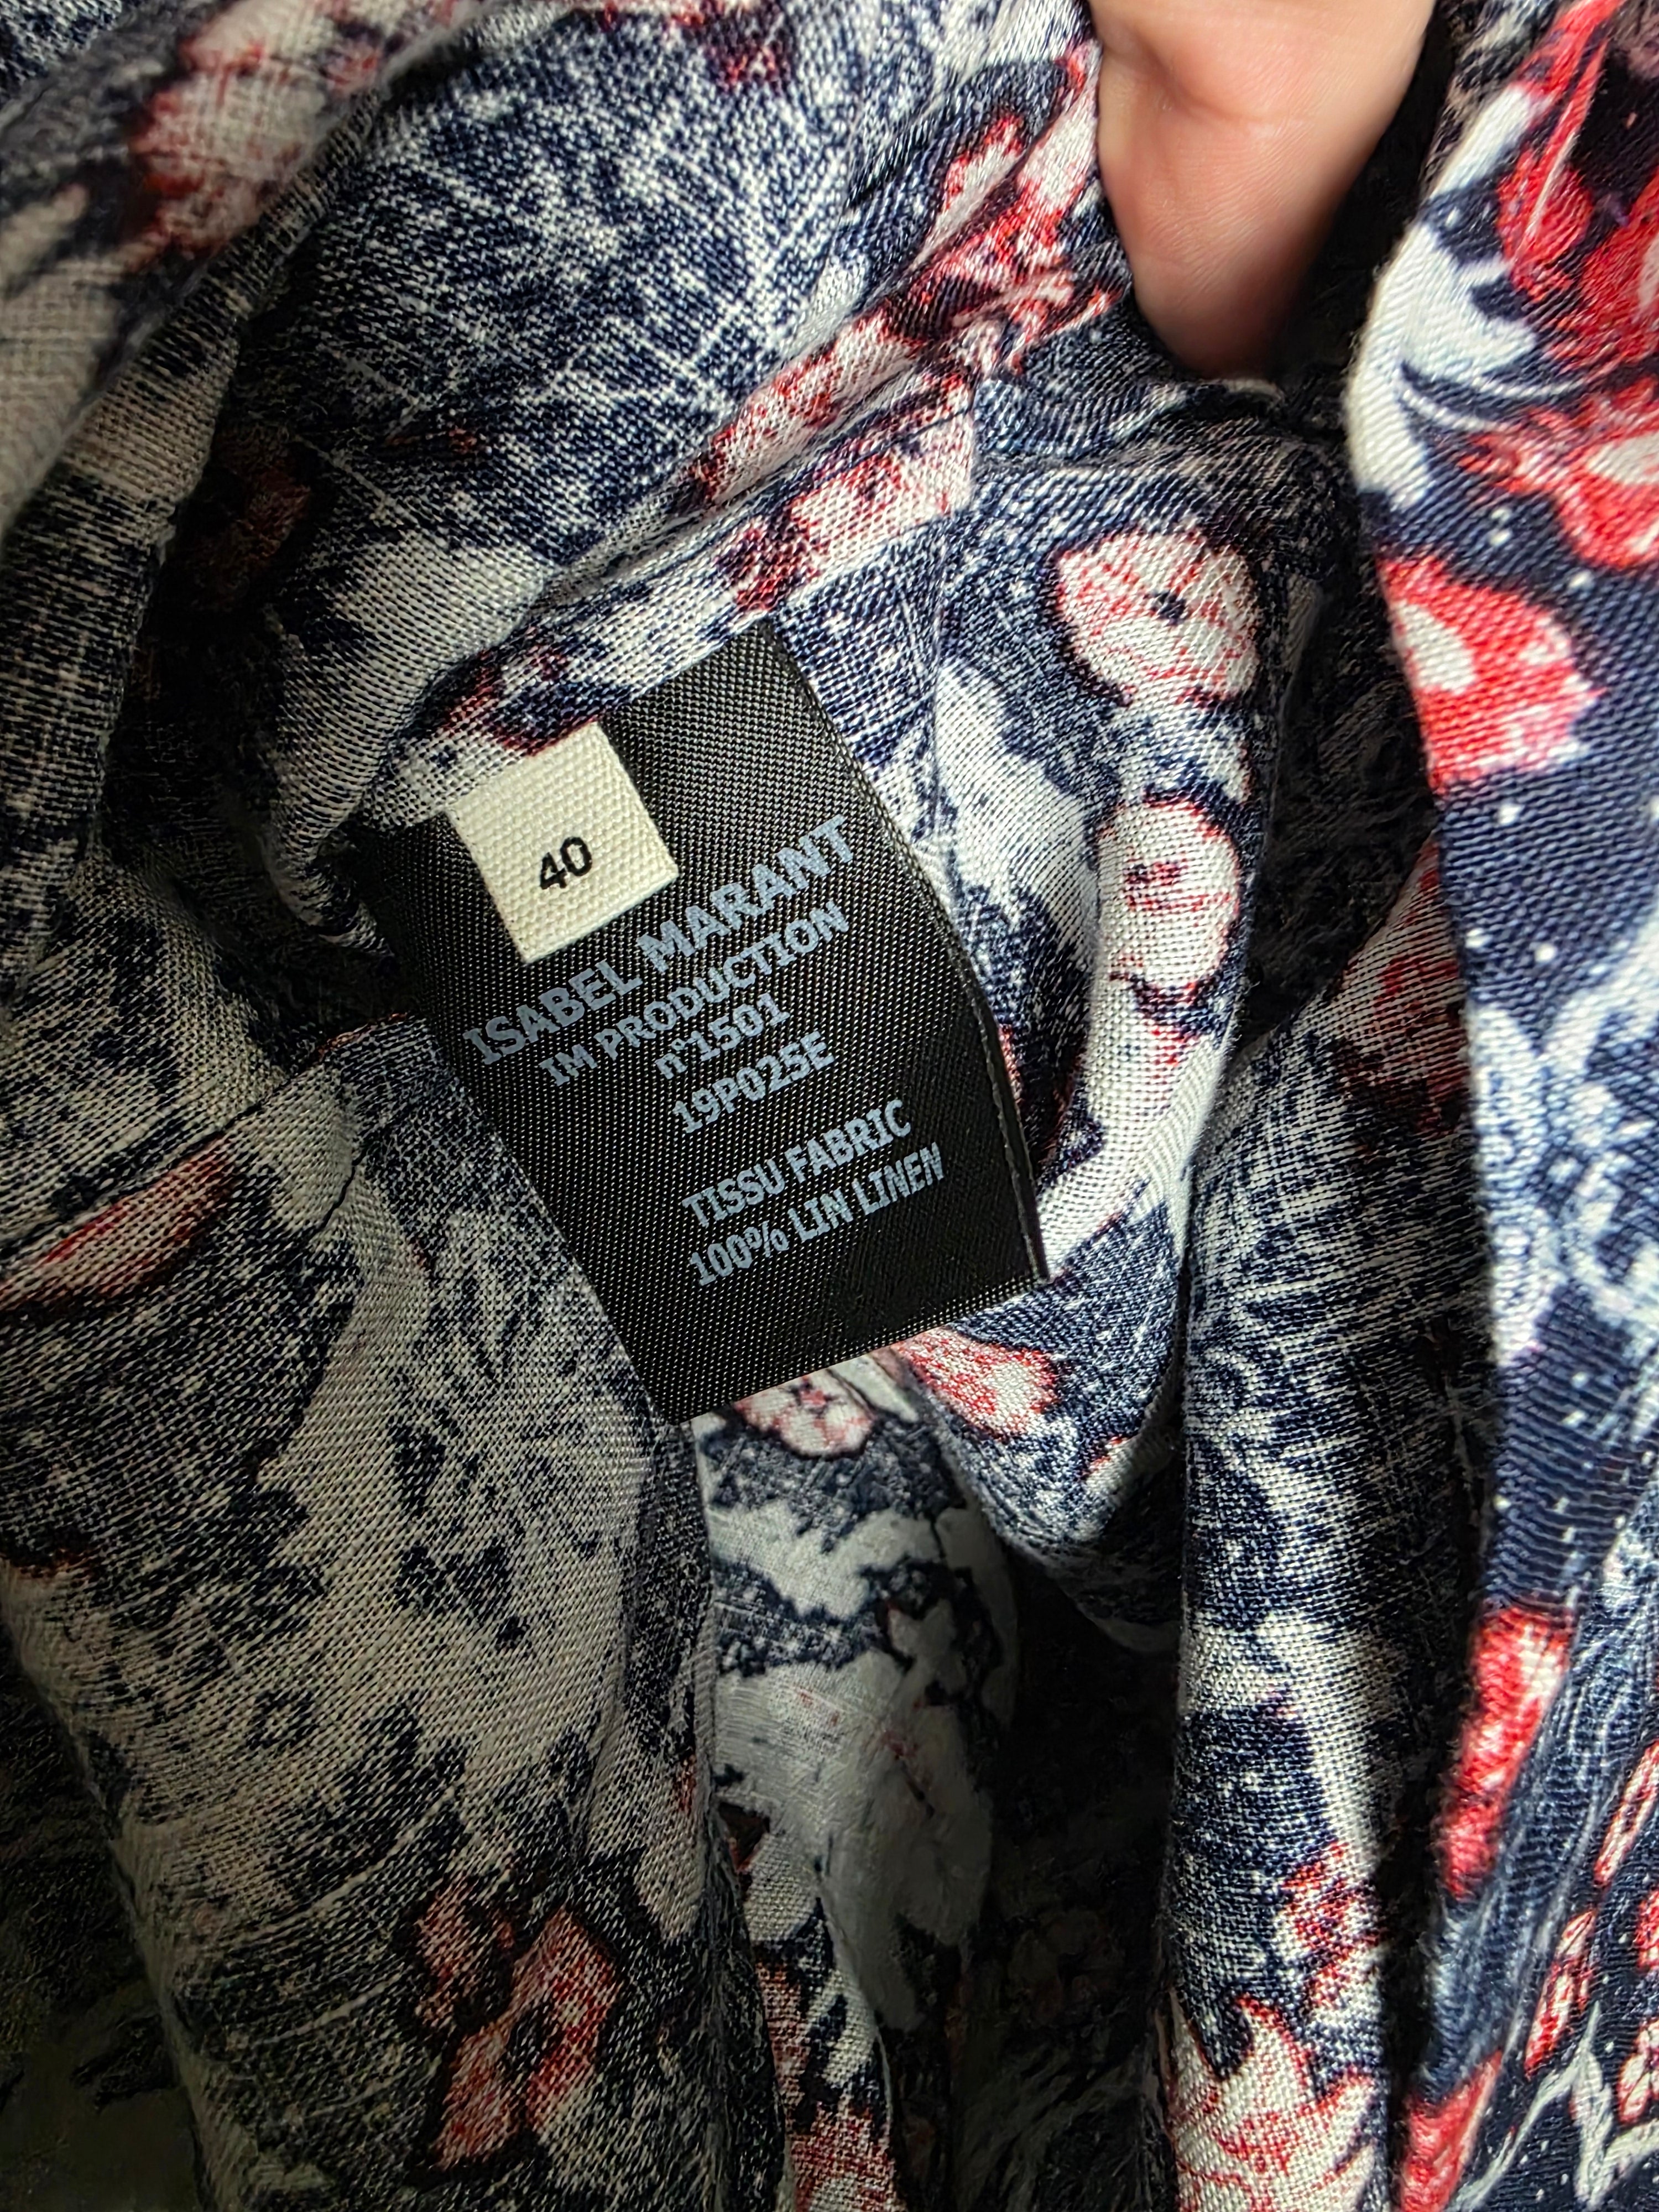 40
ISABEL MARANT
IM PRODUCTION
n°1501
19P025E
TISSU FABRIC
100% LIN LINEN